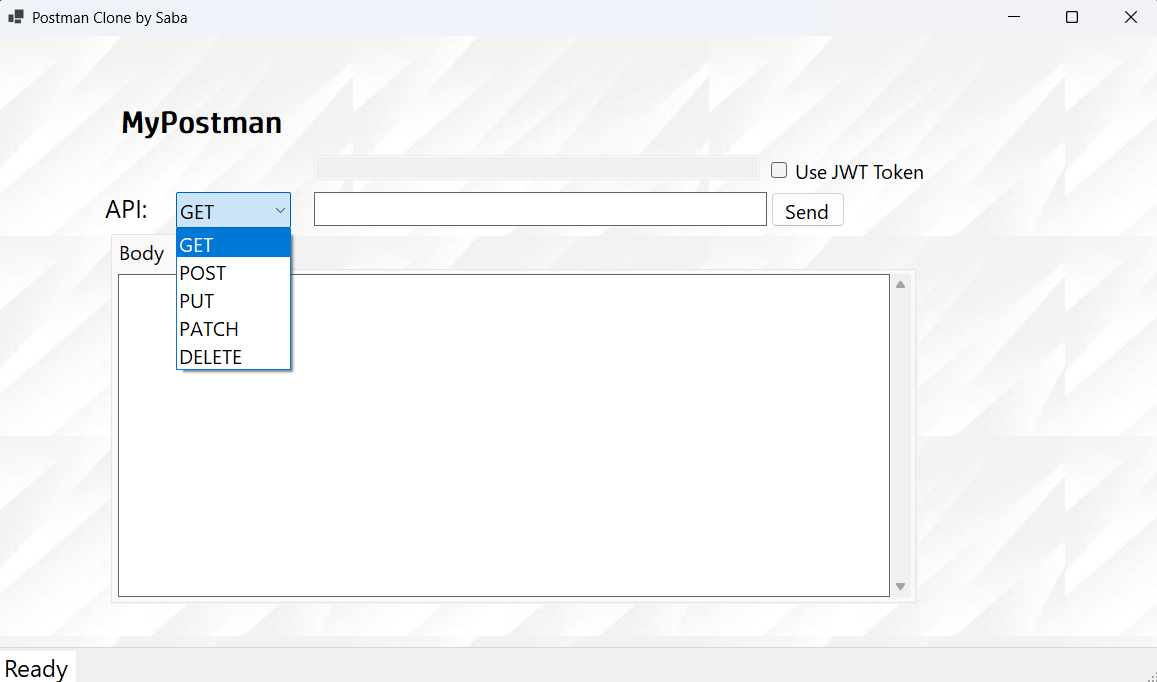 Postman Clone by Saba
MyPostman
Use JWT Token
API: GET Send
Body
GET
POST
PUT
PATCH
DELETE
Ready